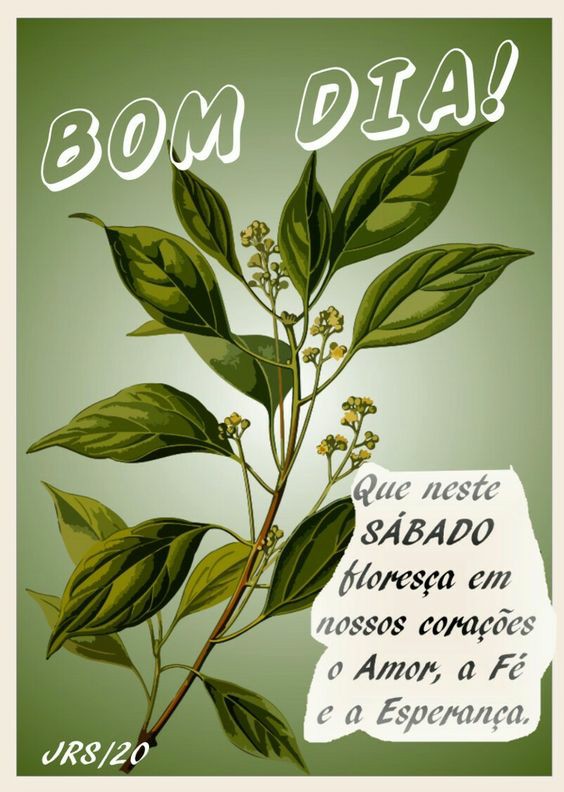 BOM DIA!
Que neste
SÁBADO
floresça em
nossos corações
o Amor, a Fé
e a Esperança.
JRS/20